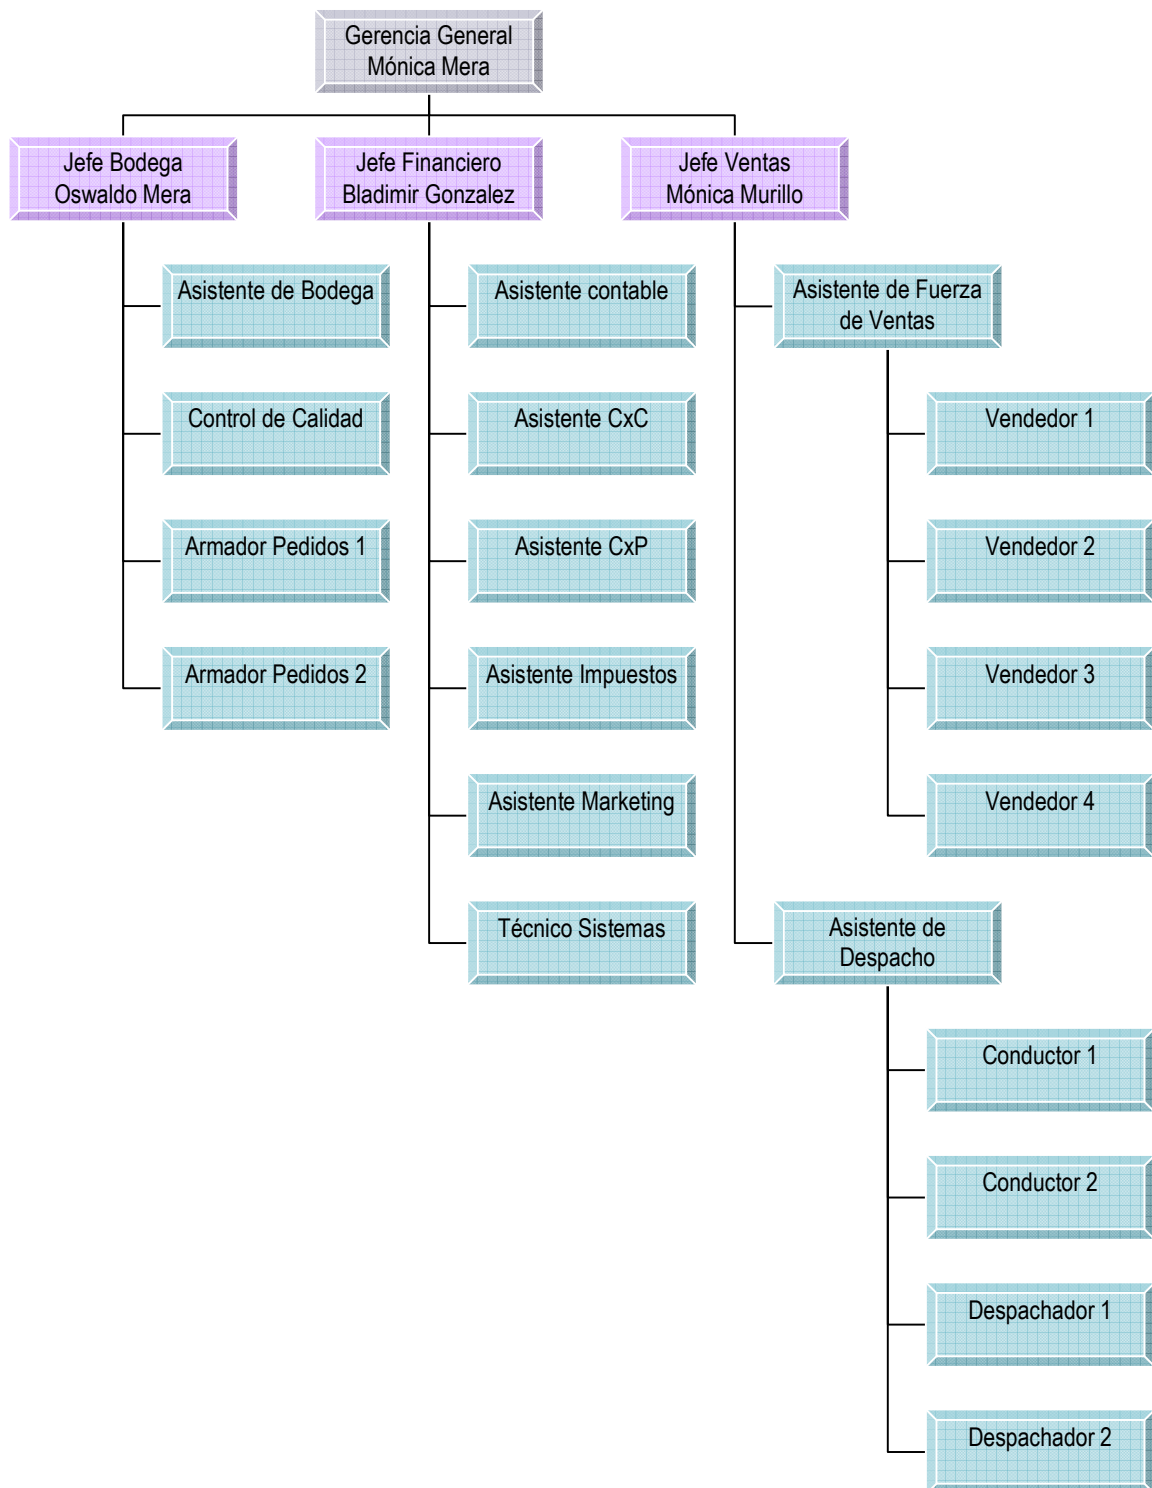 Gerencia General
Mónica Mera
Jefe Bodega
Oswaldo Mera
Jefe Financiero
Bladimir Gonzalez
Jefe Ventas
Mónica Murillo
Asistente de Bodega
Control de Calidad
Armador Pedidos 1
Armador Pedidos 2
Asistente contable
Asistente CxC
Asistente CxP
Asistente Impuestos
Asistente Marketing
Técnico Sistemas
Asistente de Fuerza
de Ventas
Vendedor 1
Vendedor 2
Vendedor 3
Vendedor 4
Asistente de
Despacho
Conductor 1
Conductor 2
Despachador 1
Despachador 2